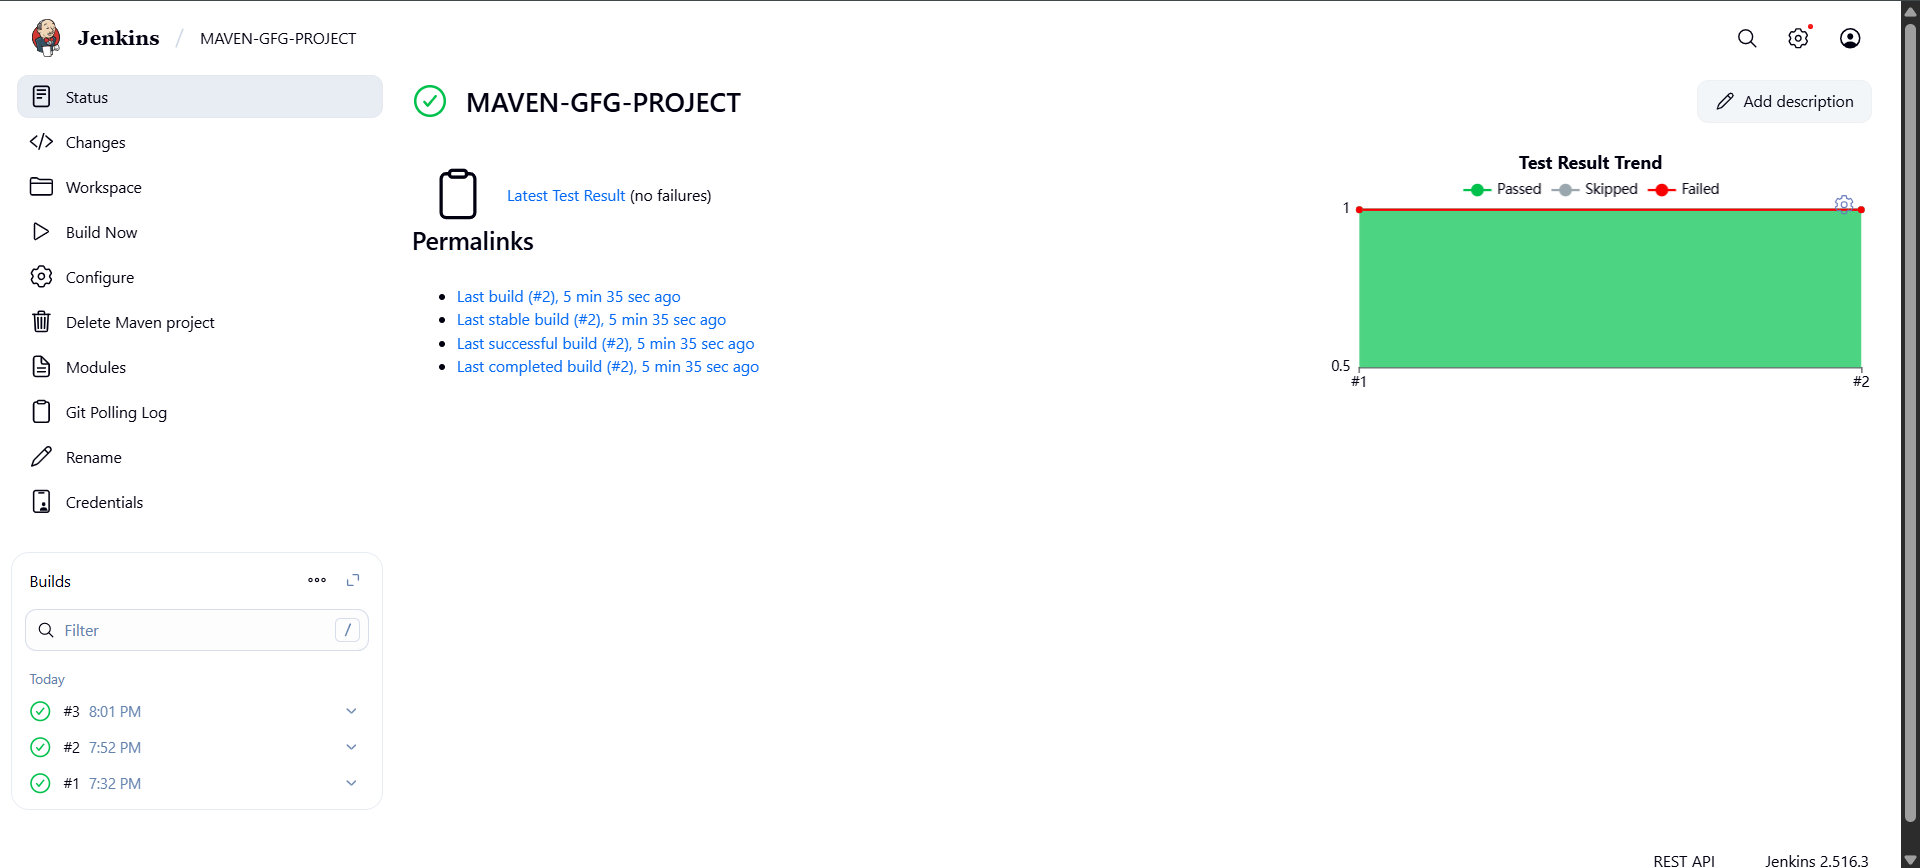 Jenkins / MAVEN-GFG-PROJECT
Status
Changes
Workspace
Build Now
Configure
Delete Maven project
Modules
Git Polling Log
Rename
Credentials
Builds
Filter /
Today
#3 8:01 PM
#2 7:52 PM
#1 7:32 PM
MAVEN-GFG-PROJECT
Add description
Latest Test Result (no failures)
Permalinks
Last build (#2), 5 min 35 sec ago
Last stable build (#2), 5 min 35 sec ago
Last successful build (#2), 5 min 35 sec ago
Last completed build (#2), 5 min 35 sec ago
Test Result Trend
Passed Skipped Failed
1
0.5
#1 #2
REST API Jenkins 2.516.3